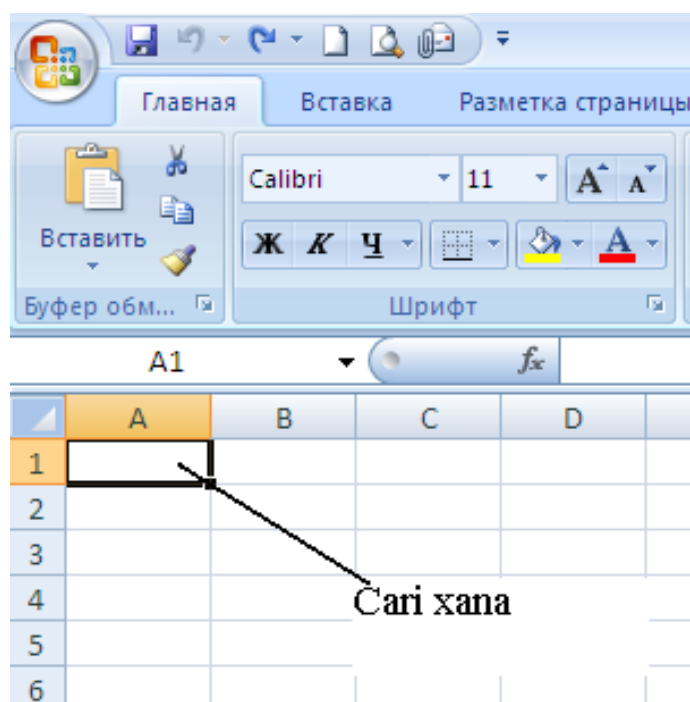 Главная Вставка Разметка страницы
Calibri 11 A A
Вставить
Ж К Ч A
Буфер обм... Шрифт
A1 fx
A B C D
1
2
3
4 Cari xana
5
6